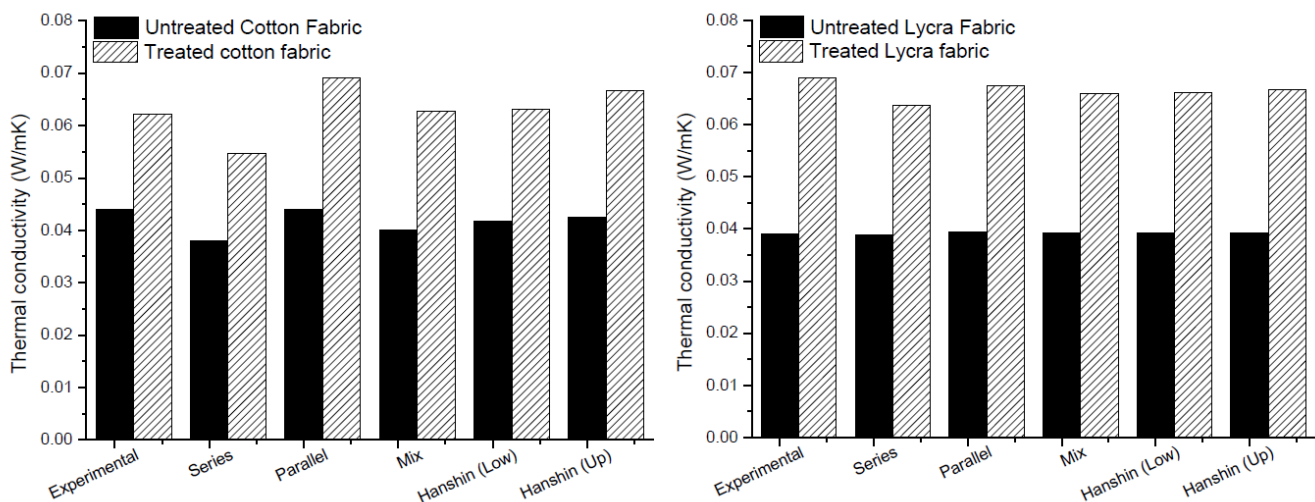 Untreated Cotton Fabric
Treated cotton fabric
Thermal conductivity (W/mK)
0.08
0.07
0.06
0.05
0.04
0.03
0.02
0.01
0.00
Experimental
Series
Parallel
Mix
Hanshin (Low)
Hanshin (Up)
Untreated Lycra Fabric
Treated Lycra fabric
Thermal conductivity (W/mK)
0.08
0.07
0.06
0.05
0.04
0.03
0.02
0.01
0.00
Experimental
Series
Parallel
Mix
Hanshin (Low)
Hanshin (Up)